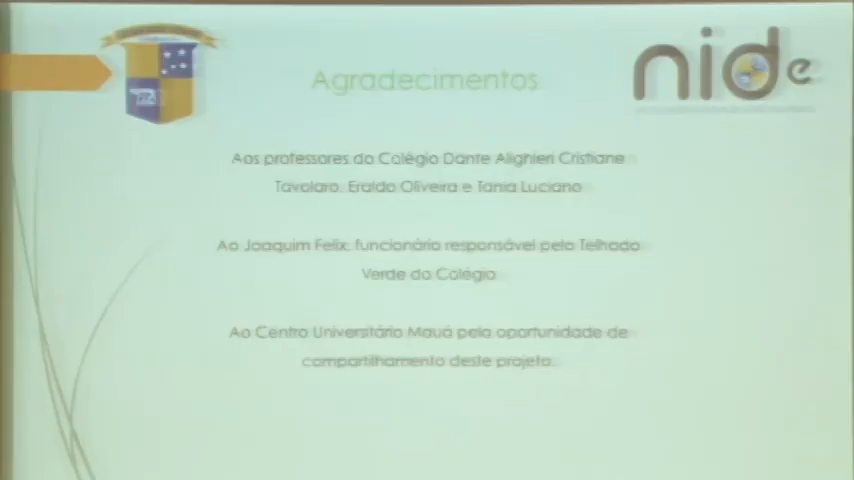 nide
Agradecimentos
Aos professores do Colégio Dante Alighieri Cristiane
Tavolaro, Eraldo Oliveira e Tania Luciano
Ao Joaquim Felix, funcionário responsável pelo Telhado
Verde do Colégio
Ao Centro Universitário Mauá pela oportunidade de
compartilhamento deste projeto.